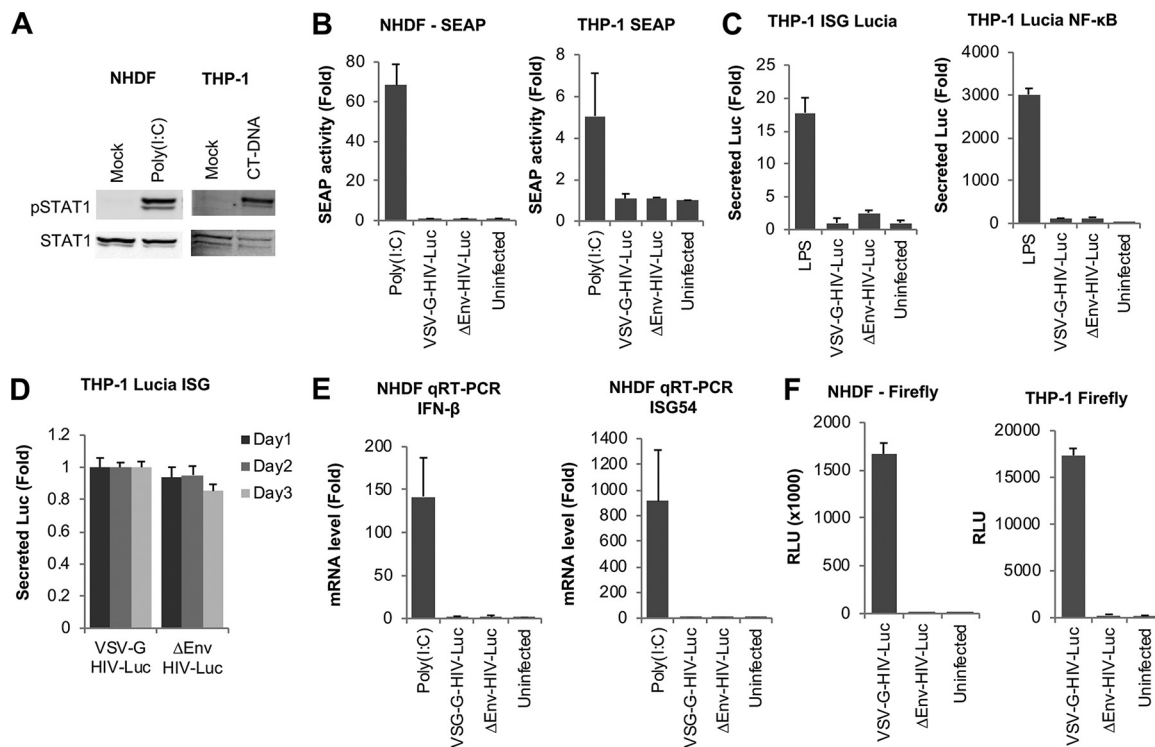 A
NHDF
THP-1
Mock
Poly(I:C)
Mock
CT-DNA
pSTAT1
STAT1
B
NHDF - SEAP
SEAP activity (Fold)
80
60
40
20
0
Poly(I:C)
VSV-G-HIV-Luc
ΔEnv-HIV-Luc
Uninfected
THP-1 SEAP
SEAP activity (Fold)
8
6
4
2
0
Poly(I:C)
VSV-G-HIV-Luc
ΔEnv-HIV-Luc
Uninfected
C
THP-1 ISG Lucia
Secreted Luc (Fold)
25
20
15
10
5
0
LPS
VSV-G-HIV-Luc
ΔEnv-HIV-Luc
Uninfected
THP-1 Lucia NF-κB
Secreted Luc (Fold)
4000
3000
2000
1000
0
LPS
VSV-G-HIV-Luc
ΔEnv-HIV-Luc
Uninfected
D
THP-1 Lucia ISG
Secreted Luc (Fold)
1.2
1
0.8
0.6
0.4
0.2
0
VSV-G
HIV-Luc
ΔEnv
HIV-Luc
Day1
Day2
Day3
E
NHDF qRT-PCR
IFN-β
mRNA level (Fold)
200
150
100
50
0
Poly(I:C)
VSG-G-HIV-Luc
ΔEnv-HIV-Luc
Uninfected
NHDF qRT-PCR
ISG54
mRNA level (Fold)
1400
1200
1000
800
600
400
200
0
Poly(I:C)
VSG-G-HIV-Luc
ΔEnv-HIV-Luc
Uninfected
F
NHDF - Firefly
RLU (x1000)
2000
1500
1000
500
0
VSV-G-HIV-Luc
ΔEnv-HIV-Luc
Uninfected
THP-1 Firefly
RLU
20000
15000
10000
5000
0
VSV-G-HIV-Luc
ΔEnv-HIV-Luc
Uninfected